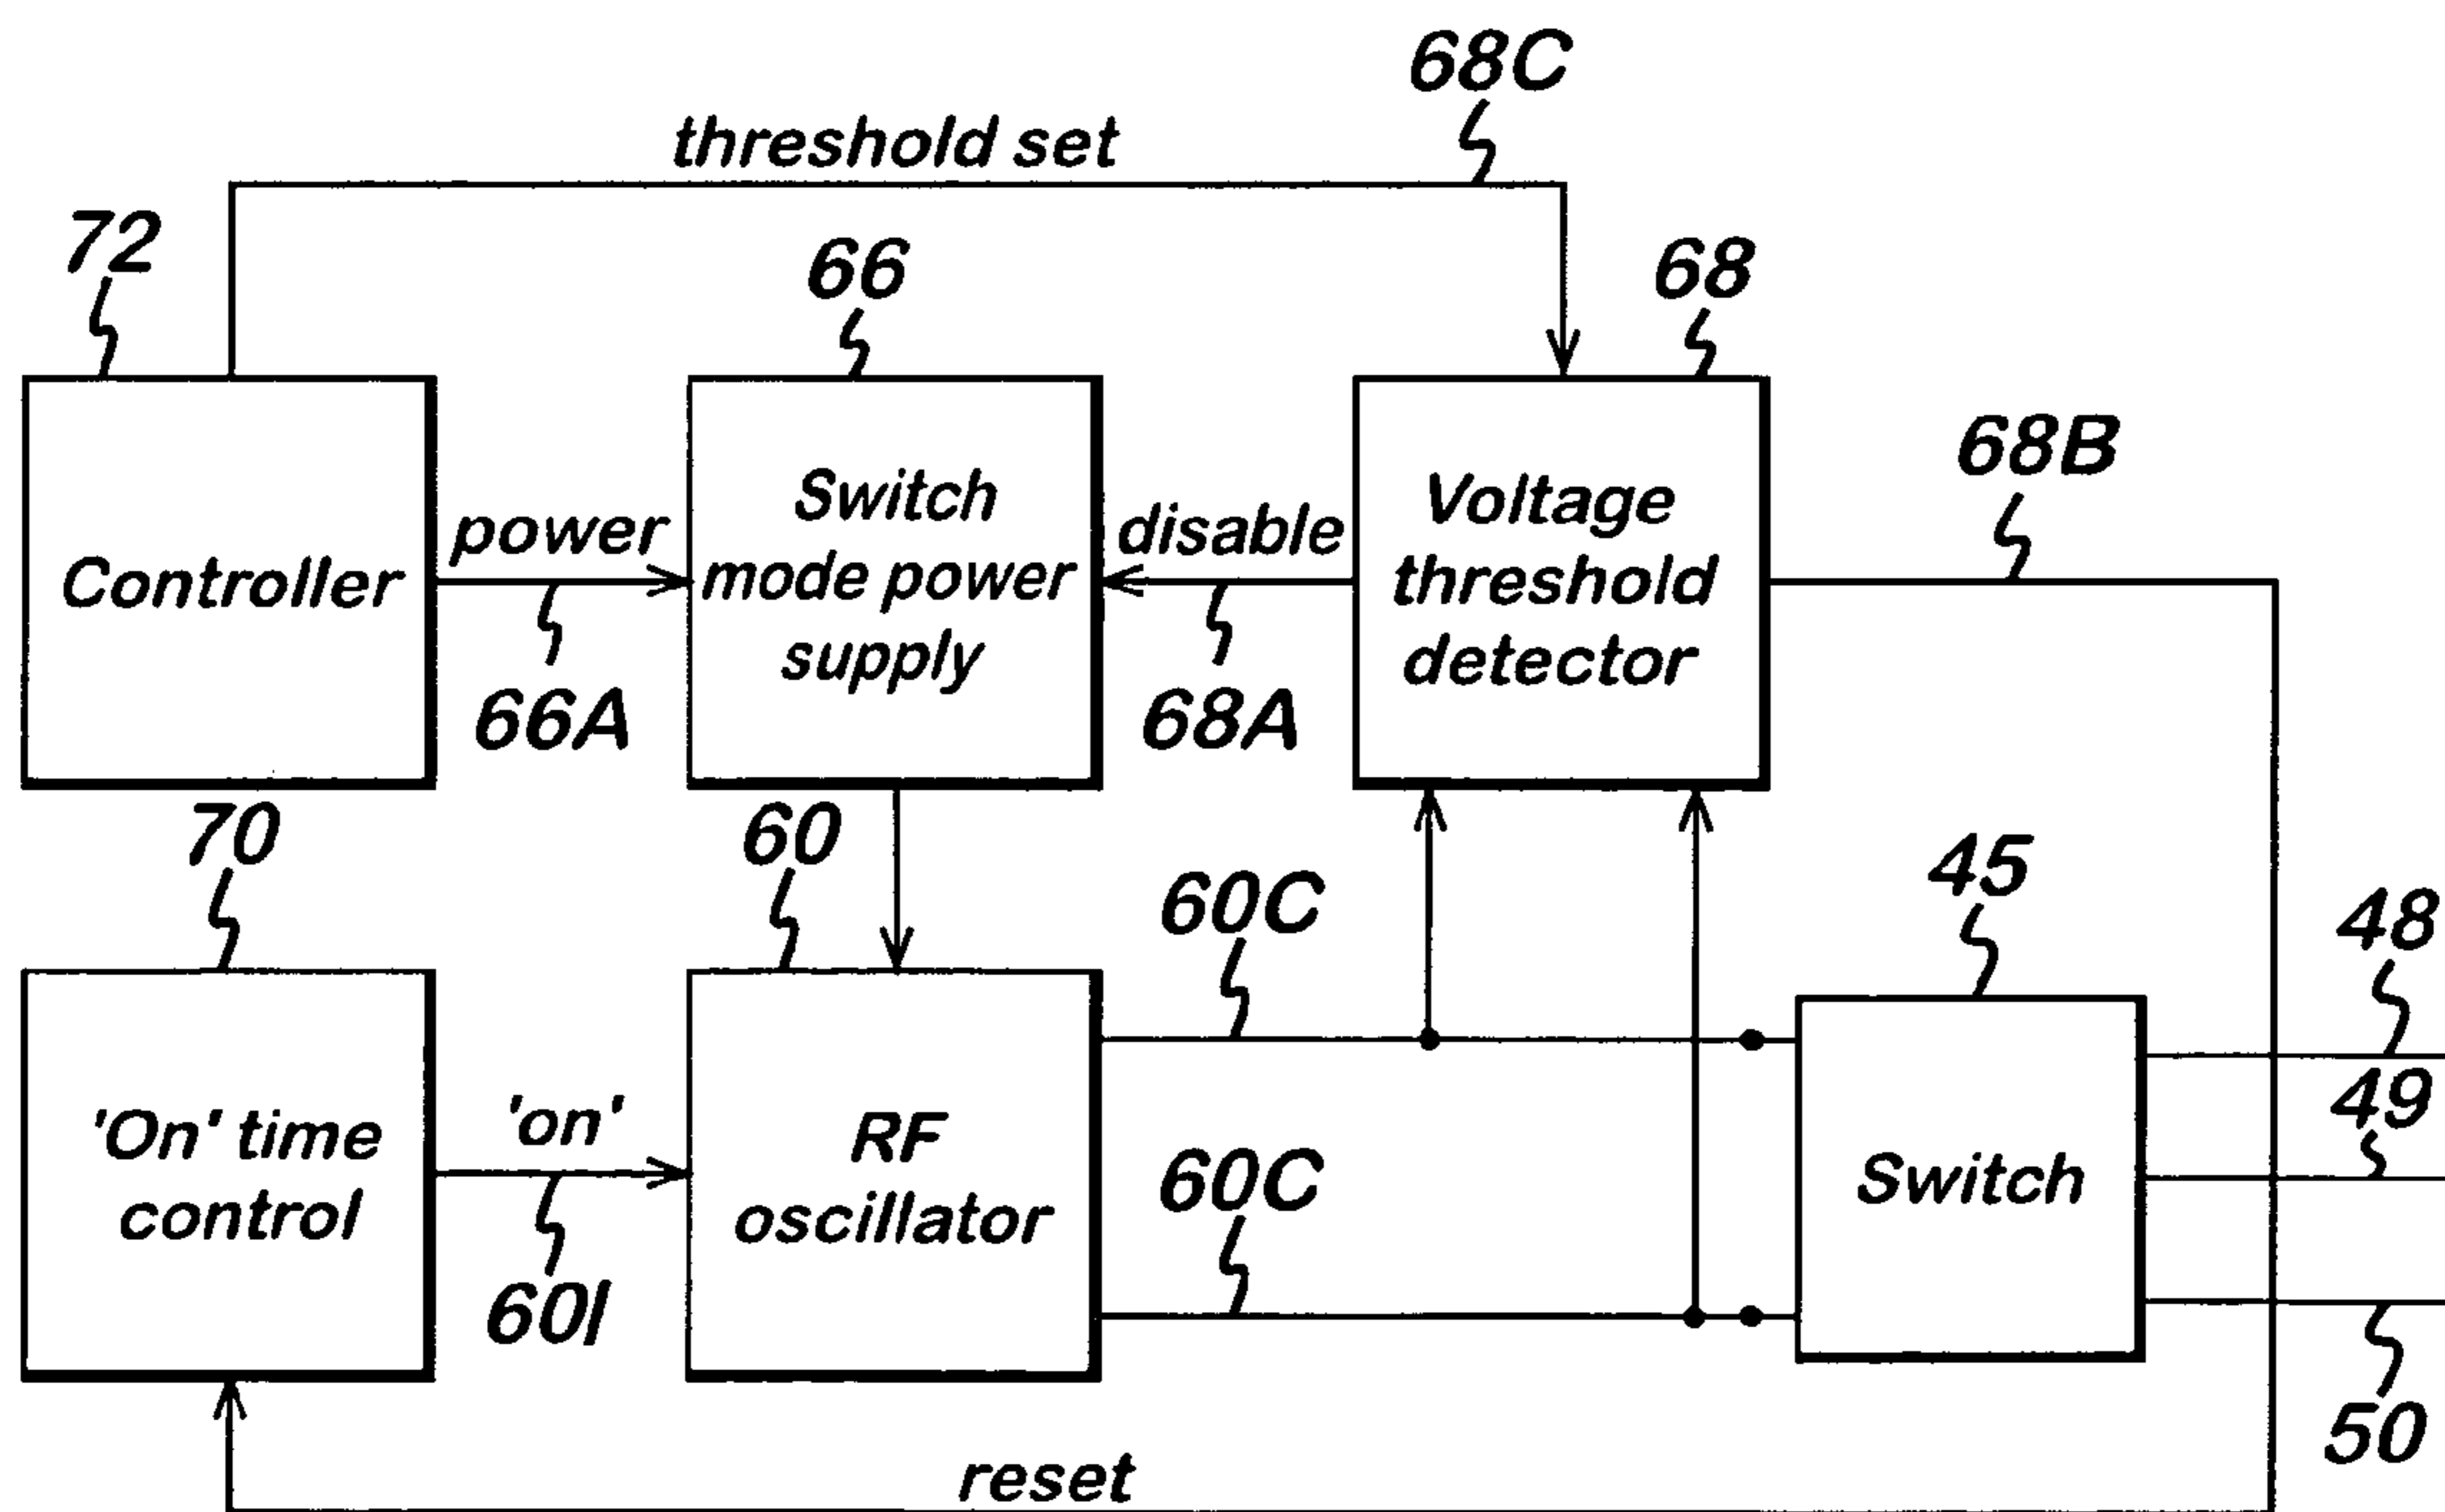 68C
threshold set
72
66
68
68B
Controller
power
66A
Switch
mode power
supply
disable
68A
Voltage
threshold
detector
70
60
60C
45
48
49
'On' time
control
'on'
60I
RF
oscillator
60C
Switch
50
reset